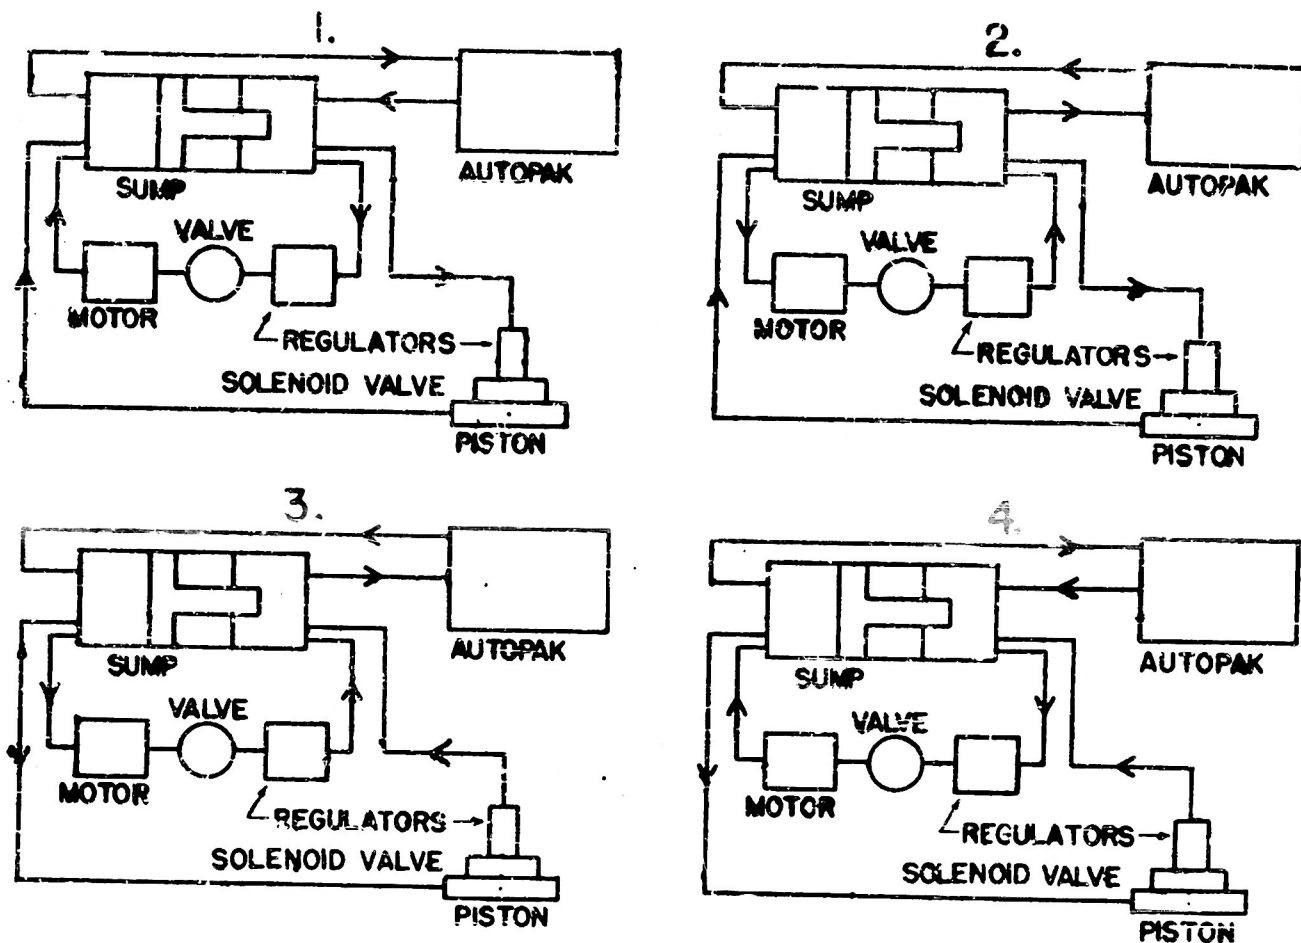 1.
AUTOPAK
SUMP
VALVE
MOTOR
REGULATORS
SOLENOID VALVE
PISTON
2.
AUTOPAK
SUMP
VALVE
MOTOR
REGULATORS
SOLENOID VALVE
PISTON
3.
AUTOPAK
SUMP
VALVE
MOTOR
REGULATORS
SOLENOID VALVE
PISTON
4.
AUTOPAK
SUMP
VALVE
MOTOR
REGULATORS
SOLENOID VALVE
PISTON